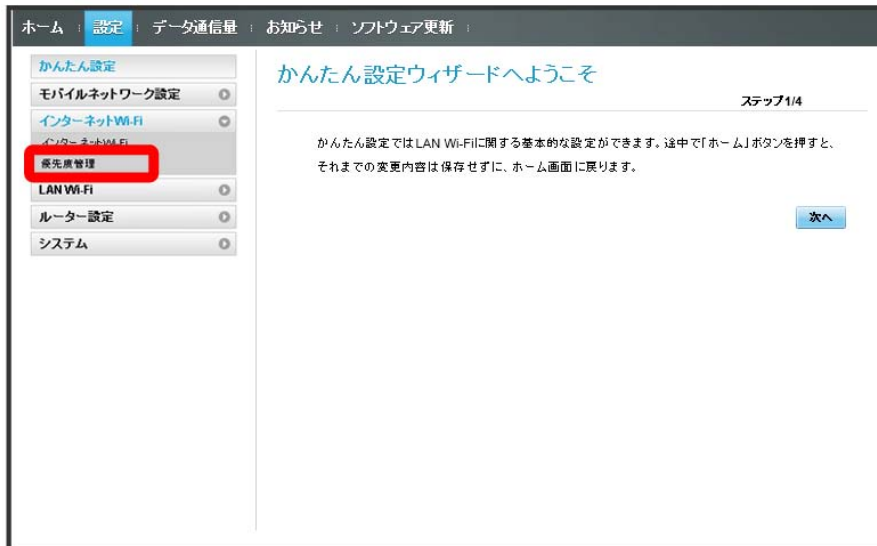 ホーム 設定 データ通信量 お知らせ ソフトウェア更新
かんたん設定
モバイルネットワーク設定
インターネットWi-Fi
インターネットWi-Fi
優先度管理
LAN Wi-Fi
ルーター設定
システム
かんたん設定ウィザードへようこそ
ステップ1/4
かんたん設定ではLAN Wi-Fiに関する基本的な設定ができます。途中で「ホーム」ボタンを押すと、
それまでの変更内容は保存せずに、ホーム画面に戻ります。
次へ